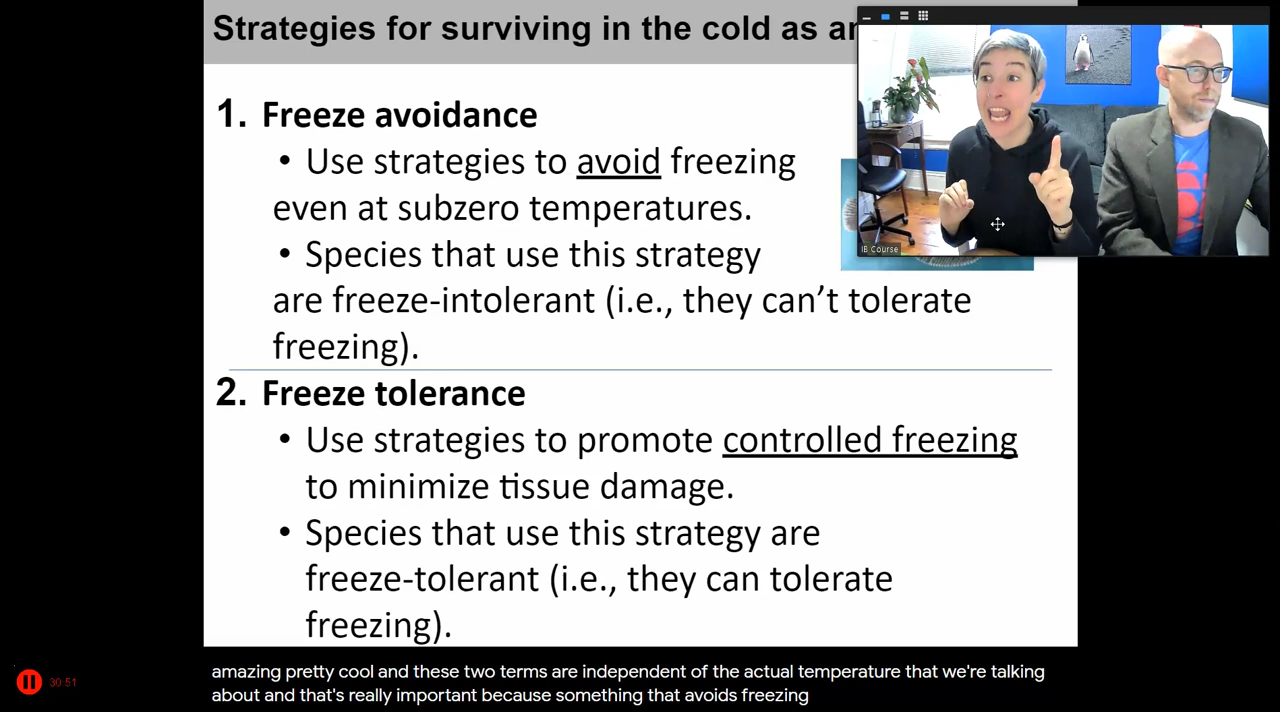 Strategies for surviving in the cold as an
IB Course
1. Freeze avoidance
• Use strategies to avoid freezing
even at subzero temperatures.
• Species that use this strategy
are freeze-intolerant (i.e., they can't tolerate
freezing).
2. Freeze tolerance
• Use strategies to promote controlled freezing
to minimize tissue damage.
• Species that use this strategy are
freeze-tolerant (i.e., they can tolerate
freezing).
30:51
amazing pretty cool and these two terms are independent of the actual temperature that we're talking
about and that's really important because something that avoids freezing